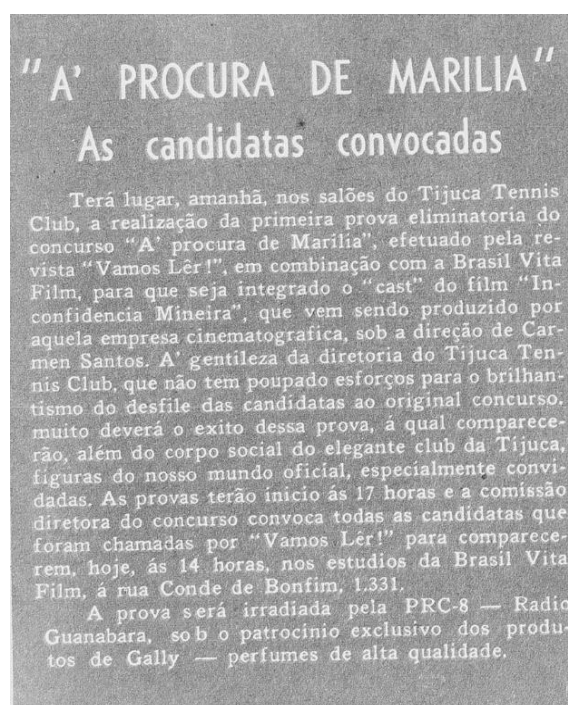 "A' PROCURA DE MARILIA"
As candidatas convocadas
Terá lugar, amanhã, nos salões do Tijuca Tennis
Club, a realização da primeira prova eliminatoria do
concurso "A' procura de Marilia", efetuado pela re-
vista "Vamos Lêr!", em combinação com a Brasil Vita
Film, para que seja integrado o "cast" do film "In-
confidencia Mineira", que vem sendo produzido por
aquela empresa cinematografica, sob a direção de Car-
men Santos. A' gentileza da diretoria do Tijuca Ten-
nis Club, que não tem poupado esforços para o brilhan-
tismo do desfile das candidatas ao original concurso.
muito deverá o exito dessa prova, á qual comparece-
rão, além do corpo social do elegante club da Tijuca,
figuras do nosso mundo oficial, especialmente convi-
dadas. As provas terão inicio ás 17 horas e a comissão
diretora do concurso convoca todas as candidatas que
foram chamadas por "Vamos Lêr!" para comparece-
rem, hoje, ás 14 horas, nos estudios da Brasil Vita
Film, á rua Conde de Bonfim, 1.331.
A prova será irradiada pela PRC-8 — Radio
Guanabara, sob o patrocínio exclusivo dos produ-
tos de Gally — perfumes de alta qualidade.